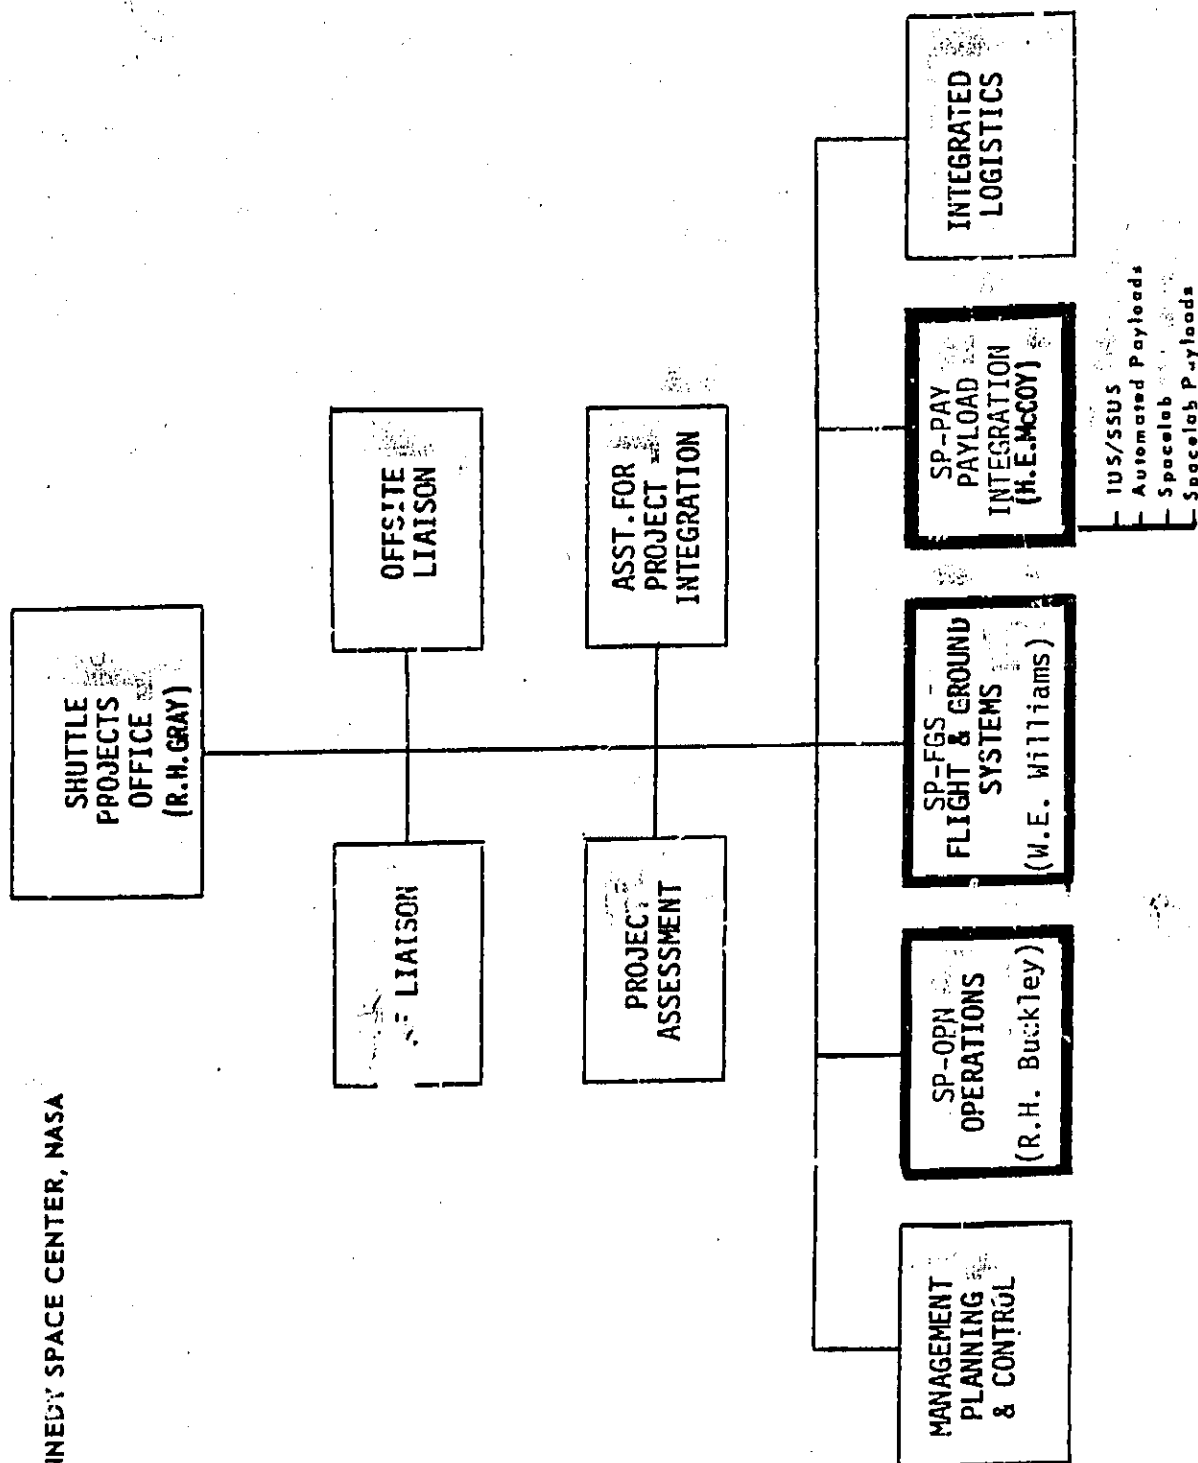 SPACE CENTER, NASA
SHUTTLE
PROJECTS
OFFICE
(R.H.GRAY)
LIAISON
OFFSITE
LIAISON
PROJECT
ASSESSMENT
ASST.FOR
PROJECT
INTEGRATION
MANAGEMENT
PLANNING
& CONTROL
SP-OPN
OPERATIONS
(R.H. Buckley)
SP-FGS
FLIGHT & GROUND
SYSTEMS
(W.E. Williams)
SP-PAY
PAYLOAD
INTEGRATION
(H.E.McCOY)
IUS/SSUS
Automated Payloads
Spacelab
Spacelab Payloads
INTEGRATED
LOGISTICS